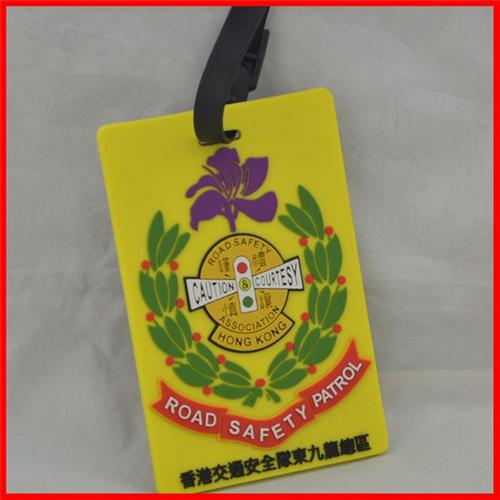 ROAD SAFETY
CAUTION & COURTESY
ASSOCIATION
HONG KONG
ROAD SAFETY PATROL
香港交通安全隊東九龍總區